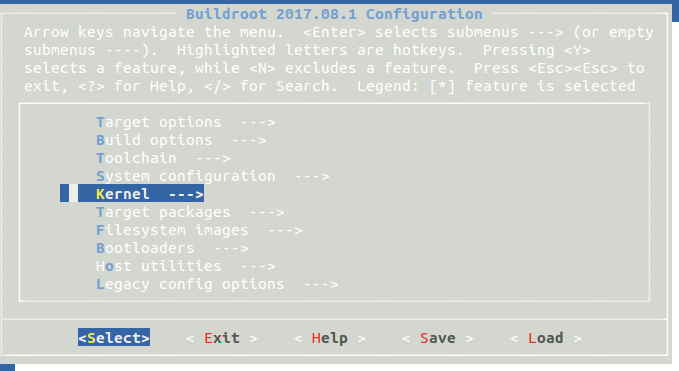 Buildroot 2017.08.1 Configuration
Arrow keys navigate the menu. <Enter> selects submenus ---> (or empty
submenus ----). Highlighted letters are hotkeys. Pressing <Y>
selects a feature, while <N> excludes a feature. Press <Esc><Esc> to
exit, <?> for Help, </> for Search. Legend: [*] feature is selected
Target options --->
Build options --->
Toolchain --->
System configuration --->
Kernel --->
Target packages --->
Filesystem images --->
Bootloaders --->
Host utilities --->
Legacy config options --->
<Select> < Exit > < Help > < Save > < Load >